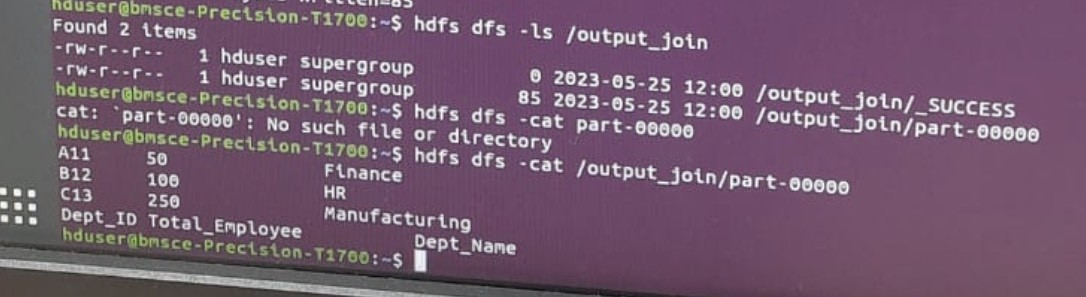 ten=85
hduser@bmsce-Precision-T1700:~$ hdfs dfs -ls /output_join
Found 2 items
-rw-r--r-- 1 hduser supergroup 0 2023-05-25 12:00 /output_join/_SUCCESS
-rw-r--r-- 1 hduser supergroup 85 2023-05-25 12:00 /output_join/part-00000
hduser@bmsce-Precision-T1700:~$ hdfs dfs -cat part-00000
cat: `part-00000': No such file or directory
hduser@bmsce-Precision-T1700:~$ hdfs dfs -cat /output_join/part-00000
A11 50 Finance
B12 100 HR
C13 250 Manufacturing
Dept_ID Total_Employee Dept_Name
hduser@bmsce-Precision-T1700:~$